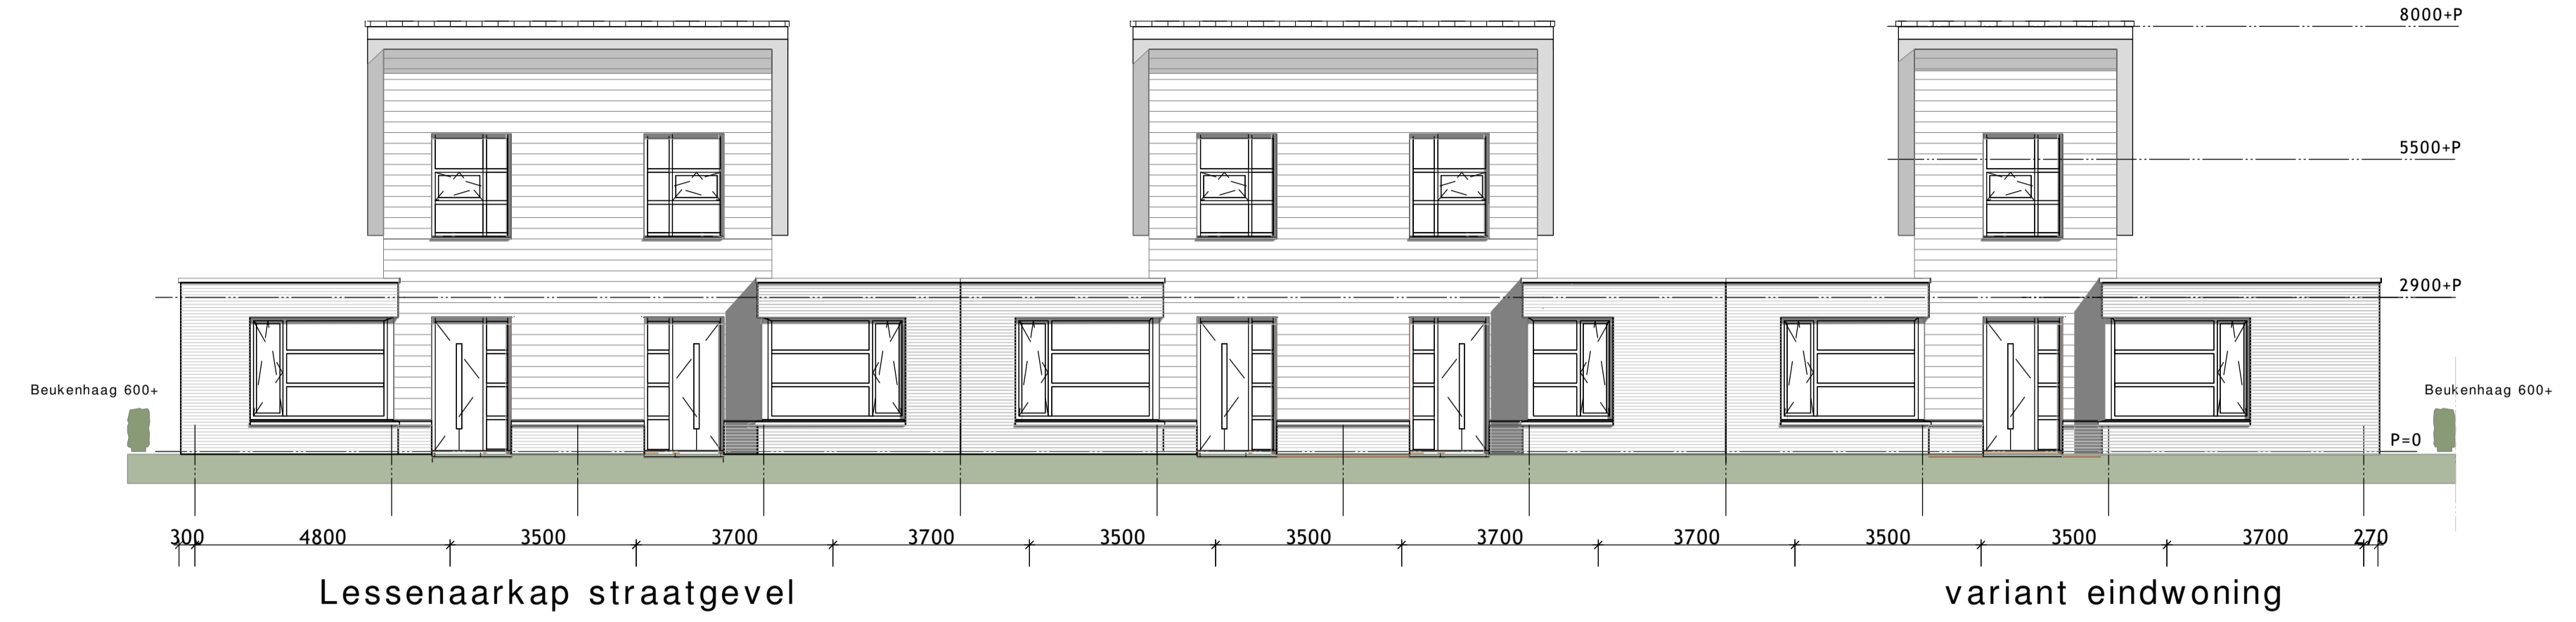 8000+P
5500+P
2900+P
Beukenhaag 600+
Beukenhaag 600+
P=0
300 4800 3500 3700 3700 3500 3500 3700 3700 3500 3500 3700 270
Lessenaarkap straatgevel
variant eindwoning